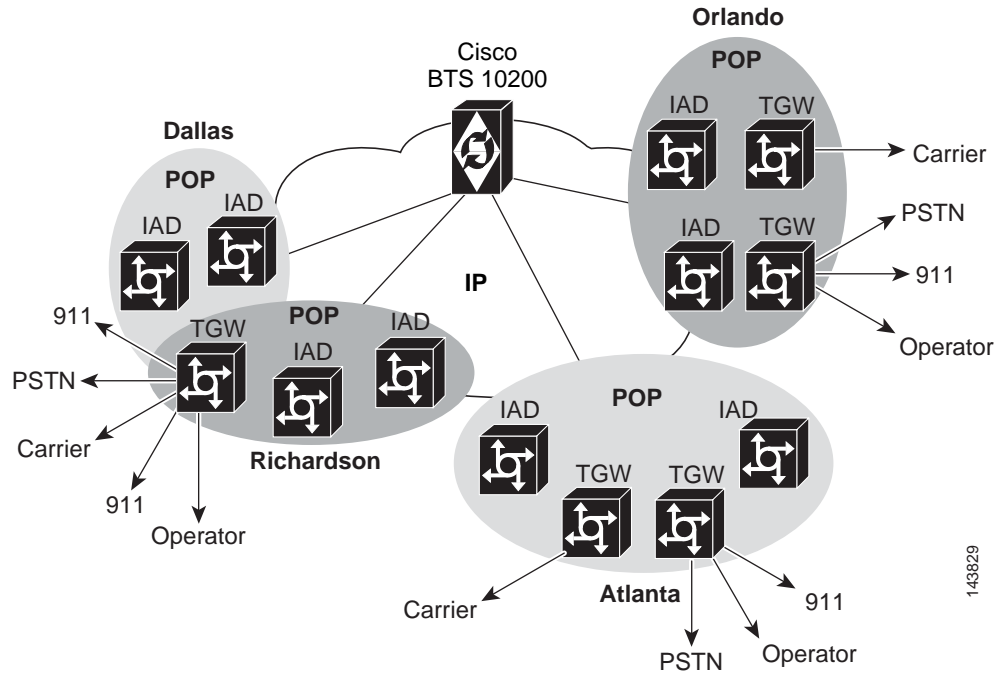 Orlando
POP
IAD
TGW
Carrier
IAD
TGW
PSTN
911
Operator
Cisco
BTS 10200
Dallas
POP
IAD
IAD
IP
POP
TGW
IAD
IAD
911
PSTN
Carrier
911
Operator
Richardson
POP
IAD
IAD
TGW
TGW
Atlanta
Carrier
PSTN
Operator
911
143829